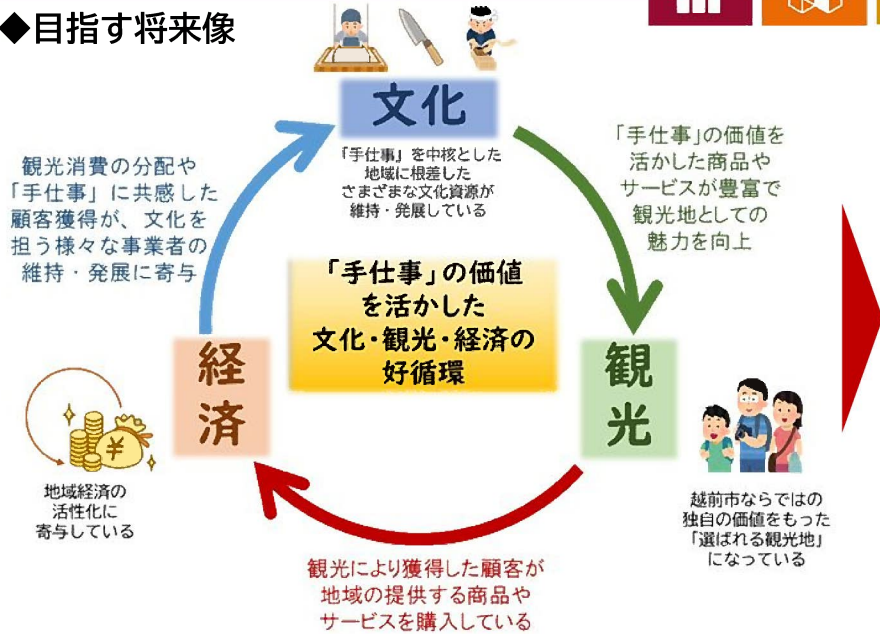 ◆目指す将来像
文化
「手仕事」を中核とした
地域に根差した
さまざまな文化資源が
維持・発展している
「手仕事」の価値を
活かした商品や
サービスが豊富で
観光地としての
魅力を向上
観光消費の分配や
「手仕事」に共感した
顧客獲得が、文化を
担う様々な事業者の
維持・発展に寄与
「手仕事」の価値
を活かした
文化・観光・経済の
好循環
経
済
観
光
¥
地域経済の
活性化に
寄与している
越前市ならではの
独自の価値をもった
「選ばれる観光地」
になっている
観光により獲得した顧客が
地域の提供する商品や
サービスを購入している